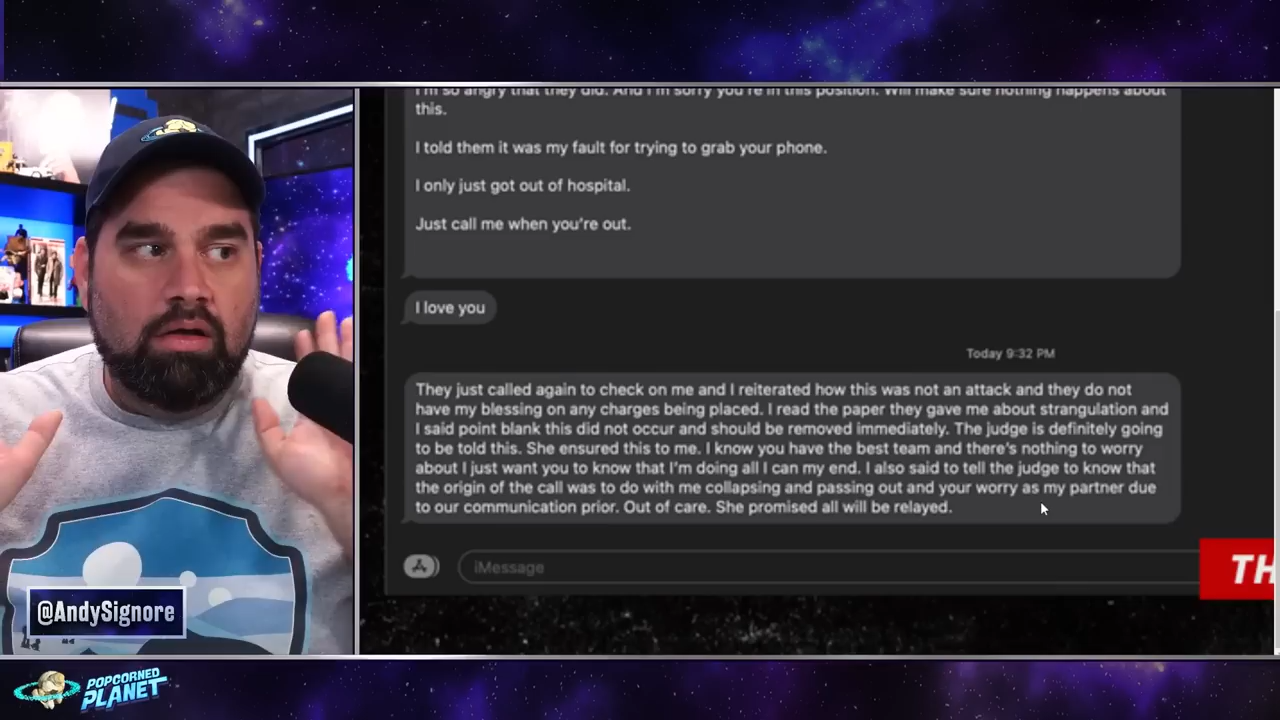 I'm so angry that they did. And I'm sorry you're in this position. Will make sure nothing happens about
this.
I told them it was my fault for trying to grab your phone.
I only just got out of hospital.
Just call me when you're out.
I love you
Today 9:32 PM
They just called again to check on me and I reiterated how this was not an attack and they do not
have my blessing on any charges being placed. I read the paper they gave me about strangulation and
I said point blank this did not occur and should be removed immediately. The judge is definitely going
to be told this. She ensured this to me. I know you have the best team and there's nothing to worry
about I just want you to know that I'm doing all I can my end. I also said to tell the judge to know that
the origin of the call was to do with me collapsing and passing out and your worry as my partner due
to our communication prior. Out of care. She promised all will be relayed.
iMessage
TH
@AndySignore
POPCORNED
PLANET